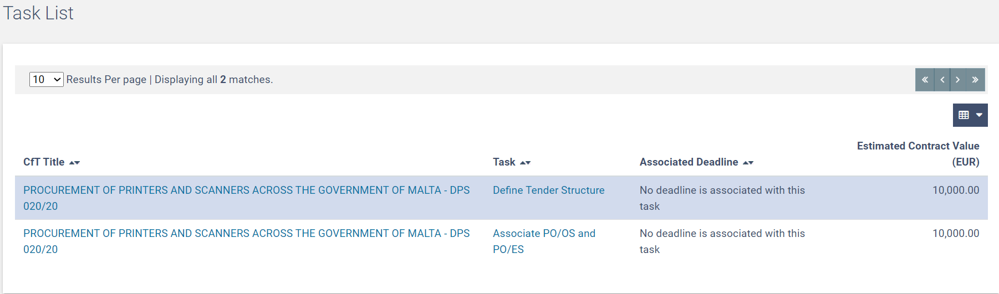 Task List
10 Results Per page | Displaying all 2 matches.
Estimated Contract Value
CfT Title Task Associated Deadline (EUR)
PROCUREMENT OF PRINTERS AND SCANNERS ACROSS THE GOVERNMENT OF MALTA - DPS Define Tender Structure No deadline is associated with this 10,000.00
020/20 task
PROCUREMENT OF PRINTERS AND SCANNERS ACROSS THE GOVERNMENT OF MALTA - DPS Associate PO/OS and No deadline is associated with this 10,000.00
020/20 PO/ES task